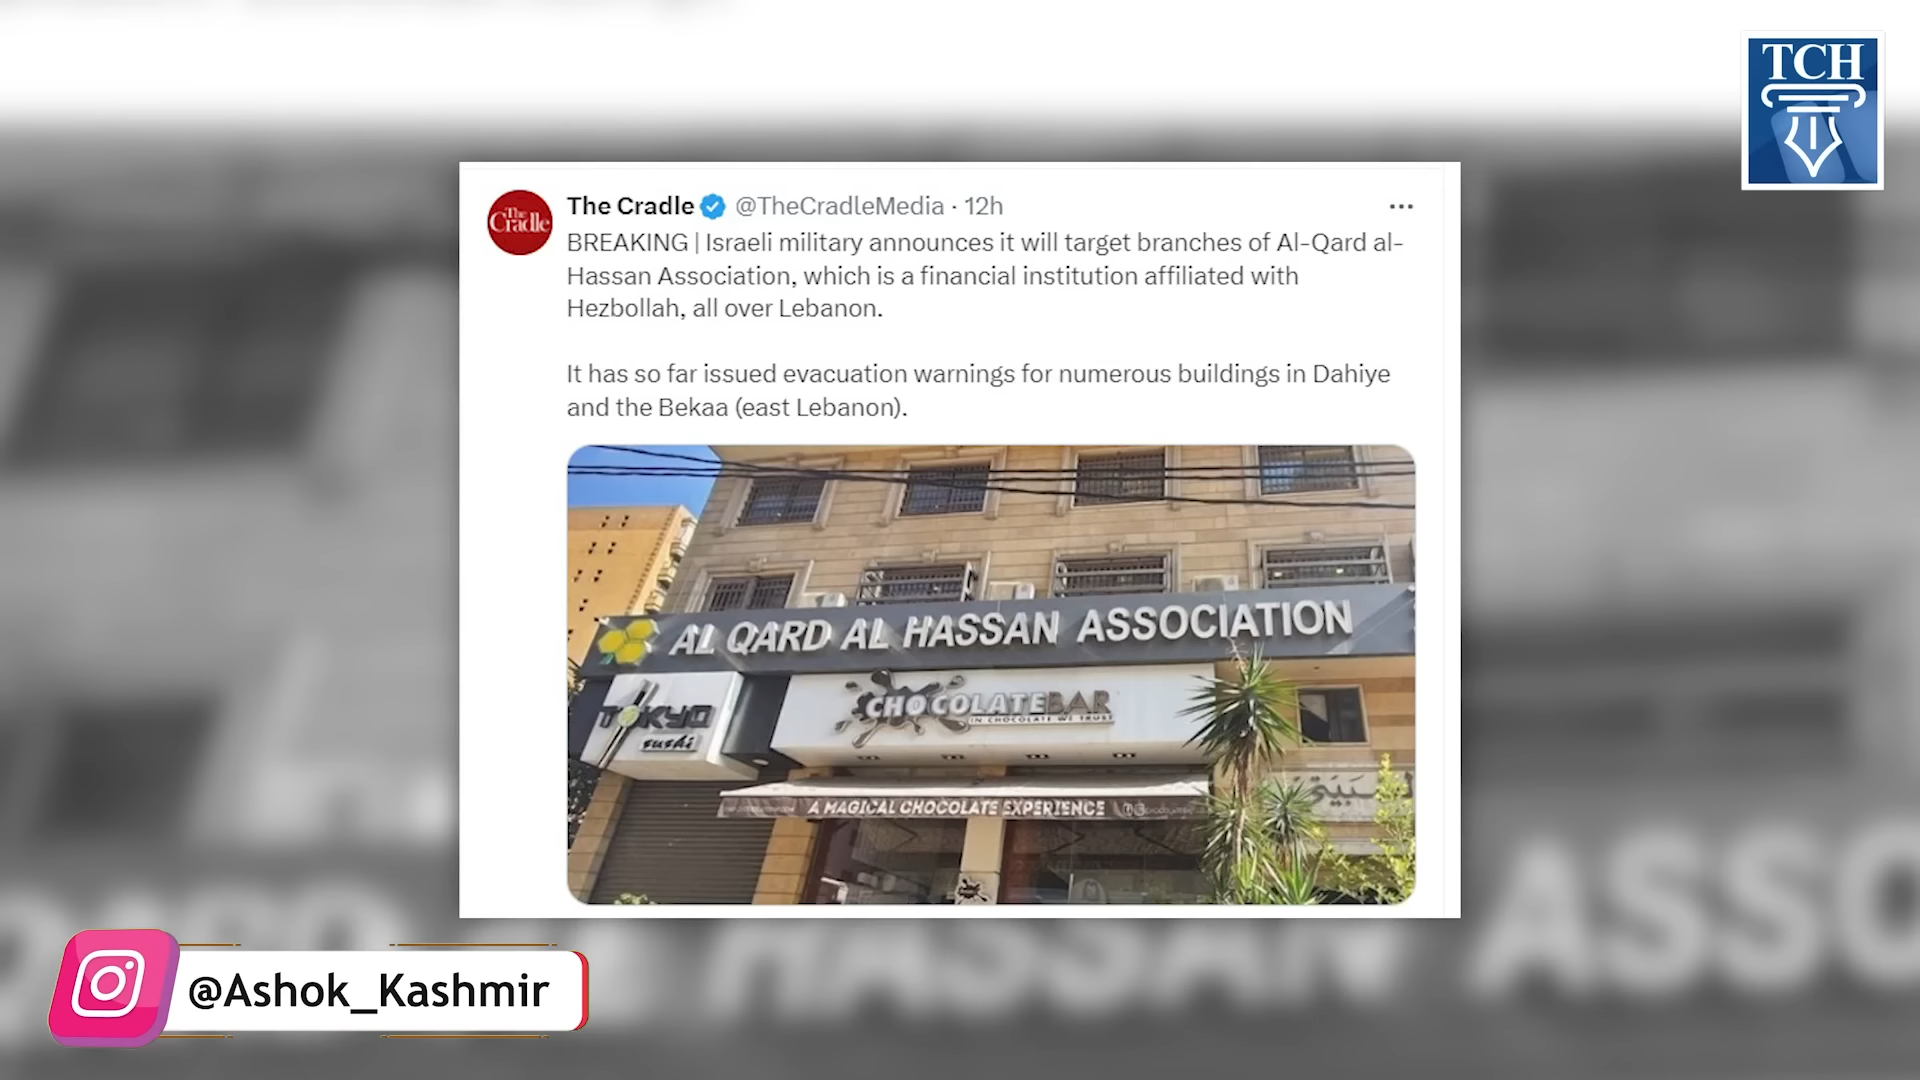 TCH
The Cradle @TheCradleMedia · 12h
BREAKING | Israeli military announces it will target branches of Al-Qard al-
Hassan Association, which is a financial institution affiliated with
Hezbollah, all over Lebanon.
It has so far issued evacuation warnings for numerous buildings in Dahiye
and the Bekaa (east Lebanon).
The Cradle
AL QARD AL HASSAN ASSOCIATION
TOKYO
sushi
CHOCOLATEBAR
IN CHOCOLATE WE TRUST
A MAGICAL CHOCOLATE EXPERIENCE
HASSAN ASSO
@Ashok_Kashmir